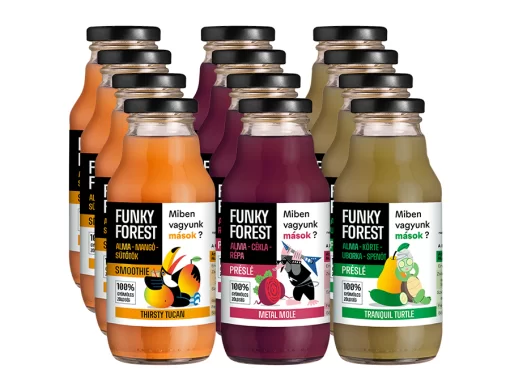 FUNKY
FOREST
ALMA-MANGÓ-
SÜTŐTÖK
SMOOTHIE
Miben
vagyunk
mások?
100%
THIRSTY TUCAN
FUNKY
FOREST
ALMA-CÉKLA-
RÉPA
PRÉSLÉ
Miben
vagyunk
mások?
100%
METAL MOLE
FUNKY
FOREST
ALMA-KÖRTE-
UBORKA-SPENÓT
PRÉSLÉ
Miben
vagyunk
mások?
100%
TRANQUIL TURTLE